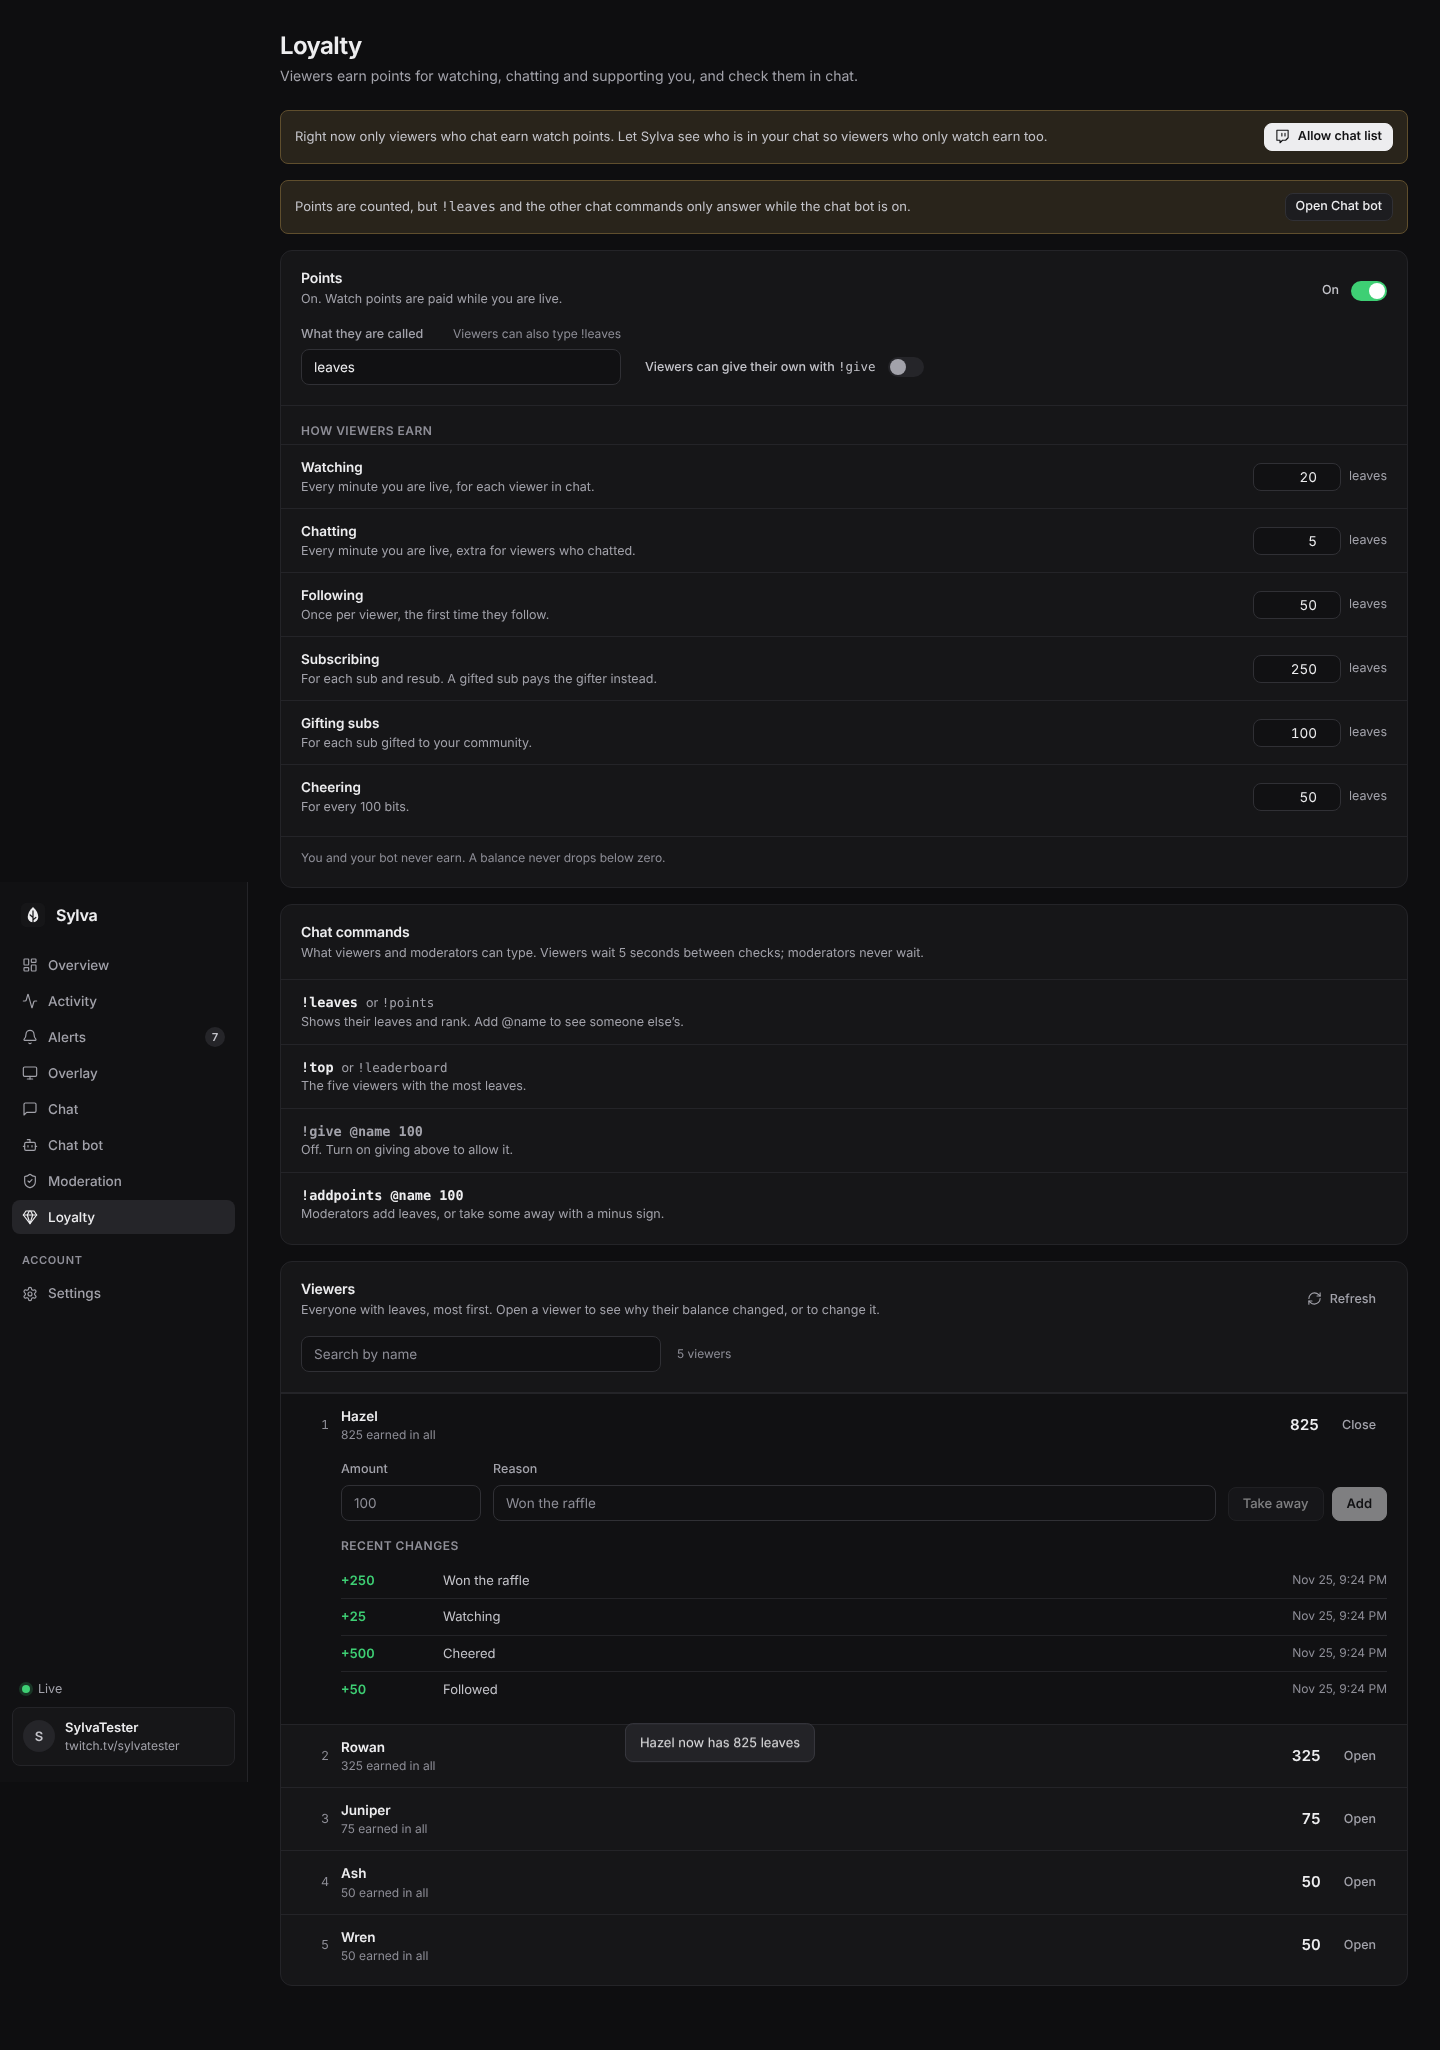 Loyalty
Viewers earn points for watching, chatting and supporting you, and check them in chat.
Right now only viewers who chat earn watch points. Let Sylva see who is in your chat so viewers who only watch earn too.
Allow chat list
Points are counted, but !leaves and the other chat commands only answer while the chat bot is on.
Open Chat bot
Points
On. Watch points are paid while you are live.
On
What they are called
Viewers can also type !leaves
leaves
Viewers can give their own with !give
HOW VIEWERS EARN
Watching
Every minute you are live, for each viewer in chat.
20 leaves
Chatting
Every minute you are live, extra for viewers who chatted.
5 leaves
Following
Once per viewer, the first time they follow.
50 leaves
Subscribing
For each sub and resub. A gifted sub pays the gifter instead.
250 leaves
Gifting subs
For each sub gifted to your community.
100 leaves
Cheering
For every 100 bits.
50 leaves
You and your bot never earn. A balance never drops below zero.
Sylva
Overview
Activity
Alerts 7
Overlay
Chat
Chat bot
Moderation
Loyalty
ACCOUNT
Settings
Live
S
SylvaTester
twitch.tv/sylvatester
Chat commands
What viewers and moderators can type. Viewers wait 5 seconds between checks; moderators never wait.
!leaves or !points
Shows their leaves and rank. Add @name to see someone else’s.
!top or !leaderboard
The five viewers with the most leaves.
!give @name 100
Off. Turn on giving above to allow it.
!addpoints @name 100
Moderators add leaves, or take some away with a minus sign.
Viewers
Everyone with leaves, most first. Open a viewer to see why their balance changed, or to change it.
Refresh
Search by name
5 viewers
1
Hazel
825 earned in all
825 Close
Amount
Reason
100
Won the raffle
Take away
Add
RECENT CHANGES
+250 Won the raffle Nov 25, 9:24 PM
+25 Watching Nov 25, 9:24 PM
+500 Cheered Nov 25, 9:24 PM
+50 Followed Nov 25, 9:24 PM
Hazel now has 825 leaves
2
Rowan
325 earned in all
325 Open
3
Juniper
75 earned in all
75 Open
4
Ash
50 earned in all
50 Open
5
Wren
50 earned in all
50 Open